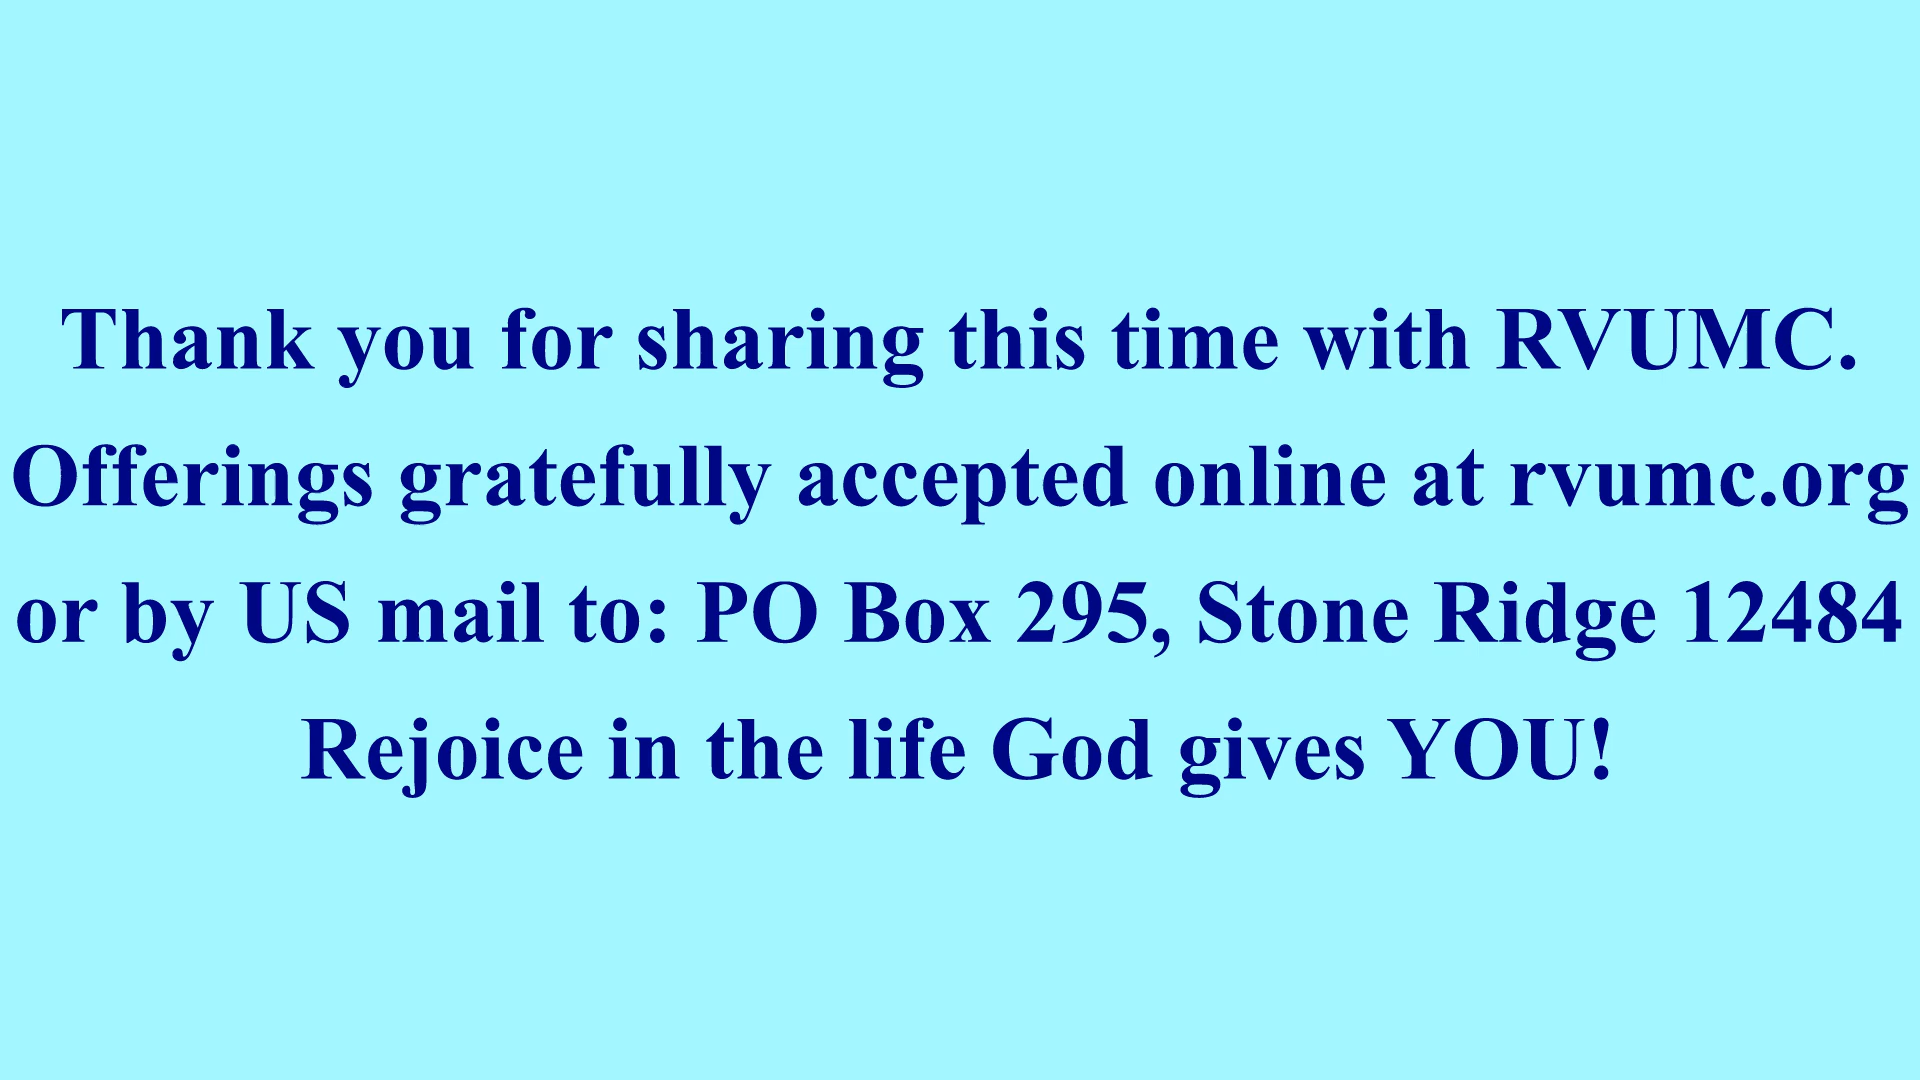 Thank you for sharing this time with RVUMC.
Offerings gratefully accepted online at rvumc.org
or by US mail to: PO Box 295, Stone Ridge 12484
Rejoice in the life God gives YOU!